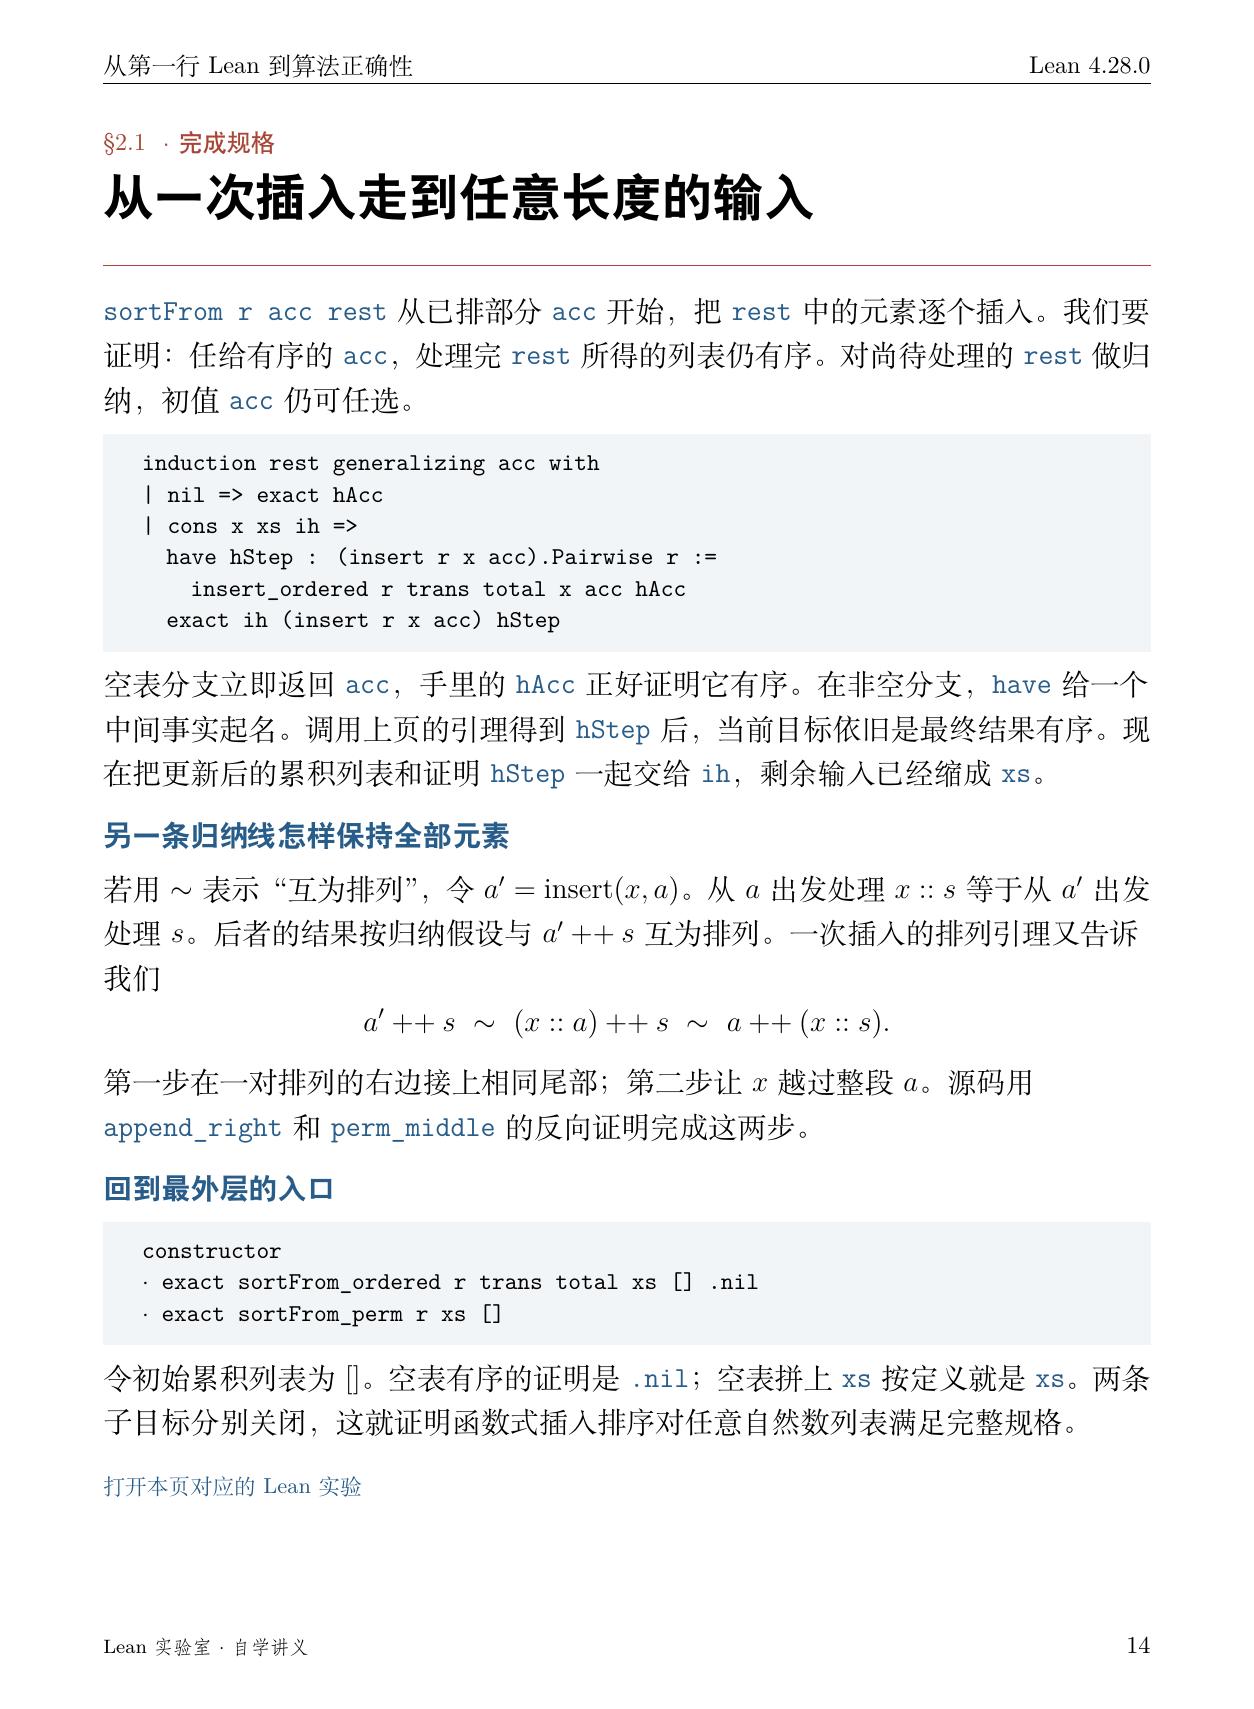 从第一行 Lean 到算法正确性 Lean 4.28.0
§2.1 · 完成规格
从一次插入走到任意长度的输入
sortFrom r acc rest 从已排部分 acc 开始，把 rest 中的元素逐个插入。我们要
证明：任给有序的 acc，处理完 rest 所得的列表仍有序。对尚待处理的 rest 做归
纳，初值 acc 仍可任选。
induction rest generalizing acc with
| nil => exact hAcc
| cons x xs ih =>
  have hStep : (insert r x acc).Pairwise r :=
    insert_ordered r trans total x acc hAcc
  exact ih (insert r x acc) hStep
空表分支立即返回 acc，手里的 hAcc 正好证明它有序。在非空分支，have 给一个
中间事实起名。调用上页的引理得到 hStep 后，当前目标依旧是最终结果有序。现
在把更新后的累积列表和证明 hStep 一起交给 ih，剩余输入已经缩成 xs。
另一条归纳线怎样保持全部元素
若用 ∼ 表示“互为排列”，令 a′ = insert(x, a)。从 a 出发处理 x :: s 等于从 a′ 出发
处理 s。后者的结果按归纳假设与 a′ ++ s 互为排列。一次插入的排列引理又告诉
我们
a′ ++ s ∼ (x :: a) ++ s ∼ a ++ (x :: s).
第一步在一对排列的右边接上相同尾部；第二步让 x 越过整段 a。源码用
append_right 和 perm_middle 的反向证明完成这两步。
回到最外层的入口
constructor
· exact sortFrom_ordered r trans total xs [] .nil
· exact sortFrom_perm r xs []
令初始累积列表为 []。空表有序的证明是 .nil；空表拼上 xs 按定义就是 xs。两条
子目标分别关闭，这就证明函数式插入排序对任意自然数列表满足完整规格。
打开本页对应的 Lean 实验
Lean 实验室 · 自学讲义 14